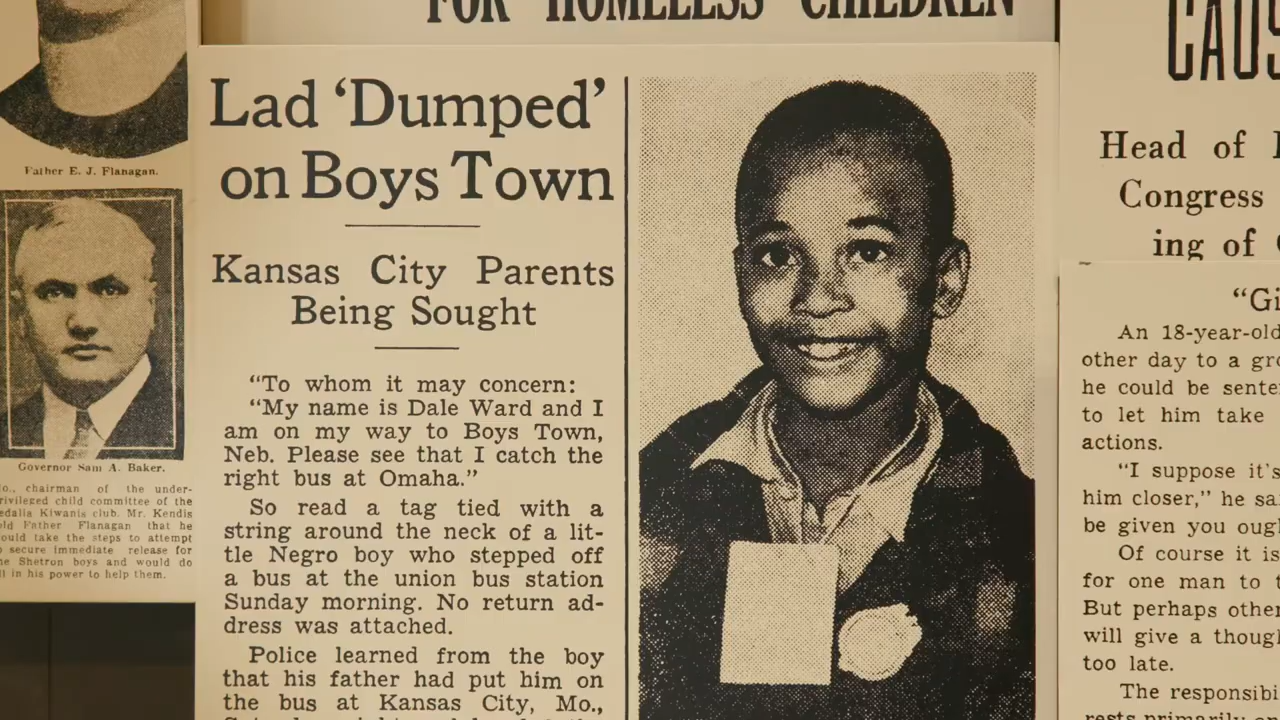 FOR HOMELESS CHILDREN
Father E. J. Flanagan.
Governor Sam A. Baker.
chairman of the under-
privileged child committee of the
Sedalia Kiwanis club. Mr. Kendis
Father Flanagan that he
would take the steps to attempt
secure immediate release for
Shetron boys and would do
in his power to help them.
Lad ‘Dumped’
on Boys Town
Kansas City Parents
Being Sought
“To whom it may concern:
“My name is Dale Ward and I
am on my way to Boys Town,
Neb. Please see that I catch the
right bus at Omaha.”
So read a tag tied with a
string around the neck of a lit-
tle Negro boy who stepped off
a bus at the union bus station
Sunday morning. No return ad-
dress was attached.
Police learned from the boy
that his father had put him on
the bus at Kansas City, Mo.,
CAUS
Head of
Congress
ing of
“Gi
An 18-year-old
other day to a gro
he could be sente
to let him take
actions.
“I suppose it's
him closer,” he sa
be given you oug
Of course it is
for one man to t
But perhaps other
will give a thoug
too late.
The responsibi
rests primarily